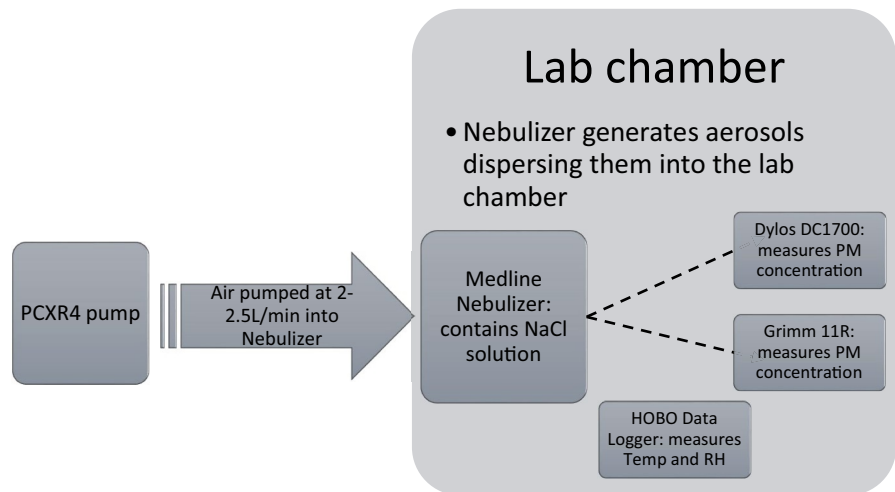 Lab chamber
• Nebulizer generates aerosols
dispersing them into the lab
chamber
PCXR4 pump
Air pumped at 2-
2.5L/min into
Nebulizer
Medline
Nebulizer:
contains NaCl
solution
Dylos DC1700:
measures PM
concentration
Grimm 11R:
measures PM
concentration
HOBO Data
Logger: measures
Temp and RH